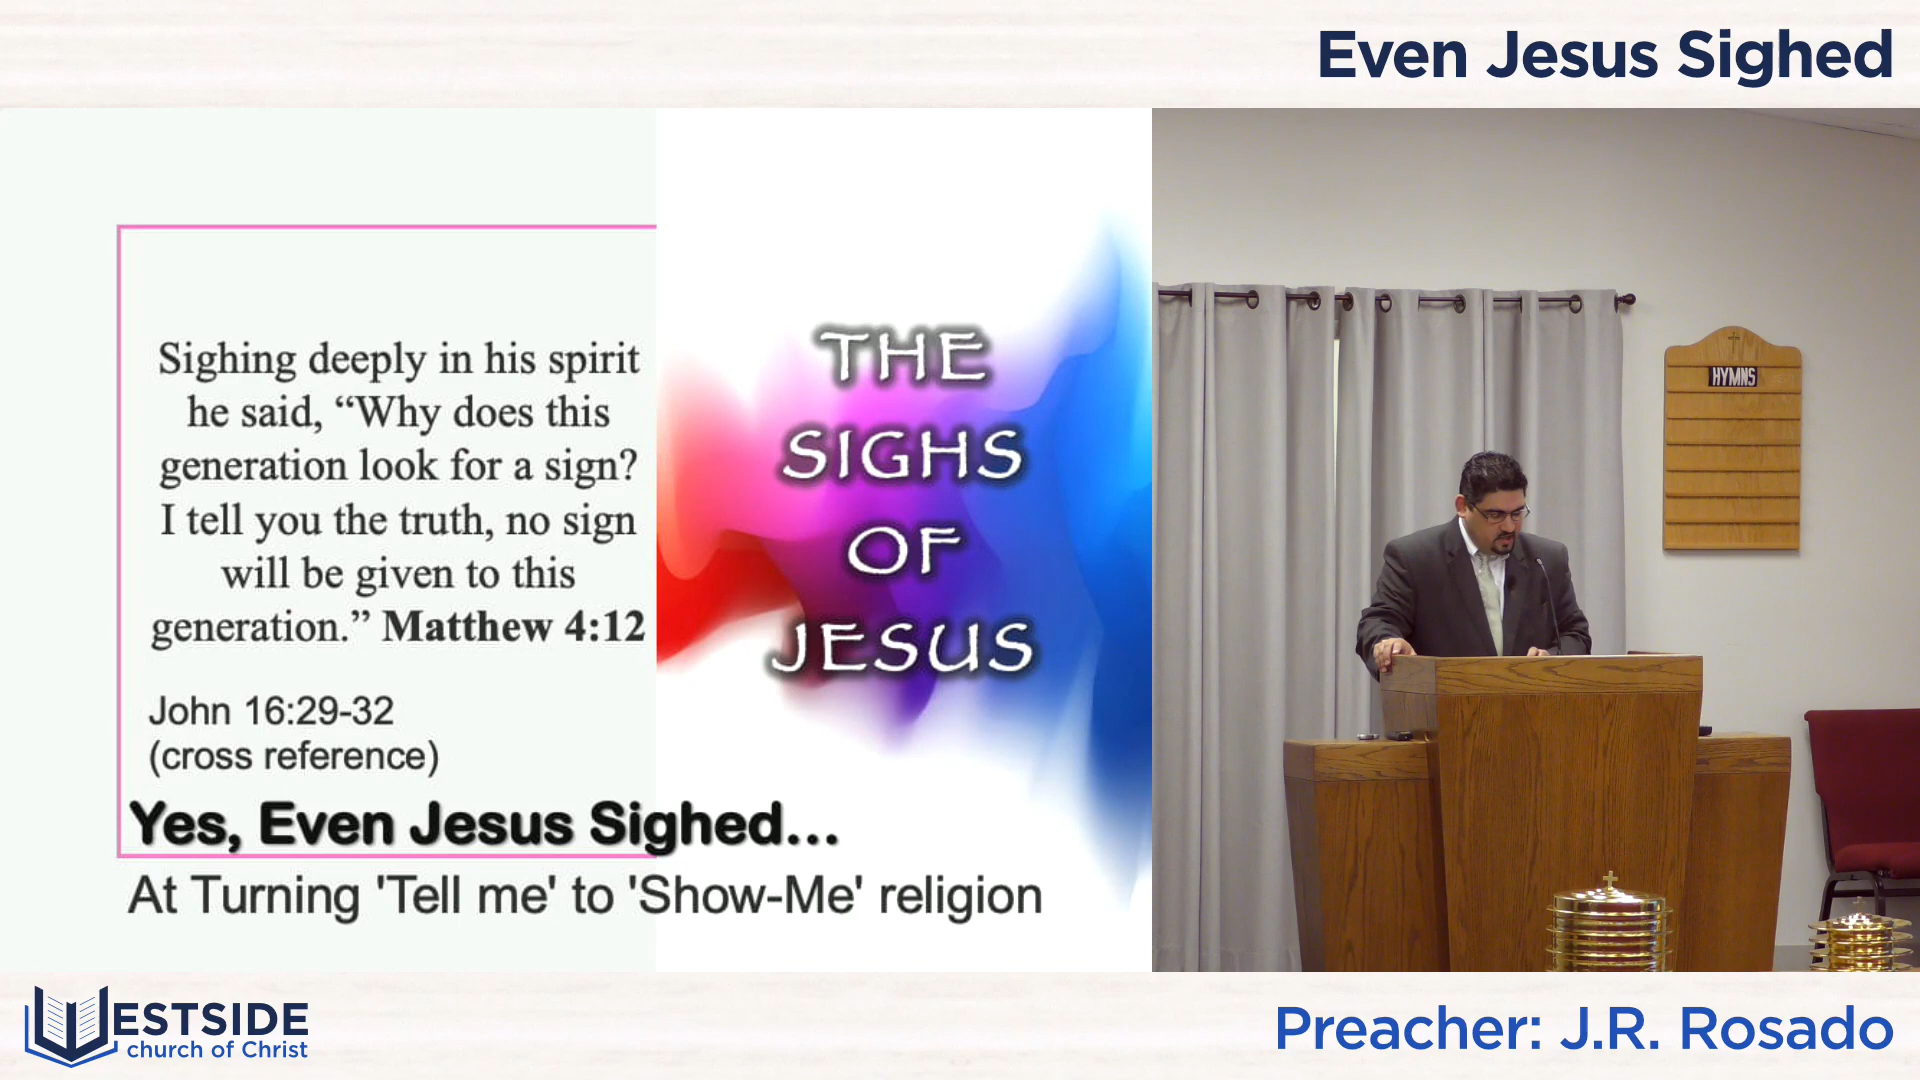 Even Jesus Sighed
Sighing deeply in his spirit
he said, “Why does this
generation look for a sign?
I tell you the truth, no sign
will be given to this
generation.” Matthew 4:12
John 16:29-32
(cross reference)
Yes, Even Jesus Sighed...
At Turning 'Tell me' to 'Show-Me' religion
THE
SIGHS
OF
JESUS
HYMNS
WESTSIDE
church of Christ
Preacher: J.R. Rosado